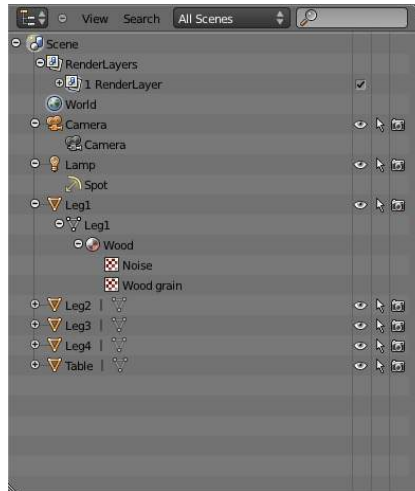 View Search All Scenes
Scene
RenderLayers
1 RenderLayer
World
Camera
Camera
Lamp
Spot
Leg1
Leg1
Wood
Noise
Wood grain
Leg2 |
Leg3 |
Leg4 |
Table |